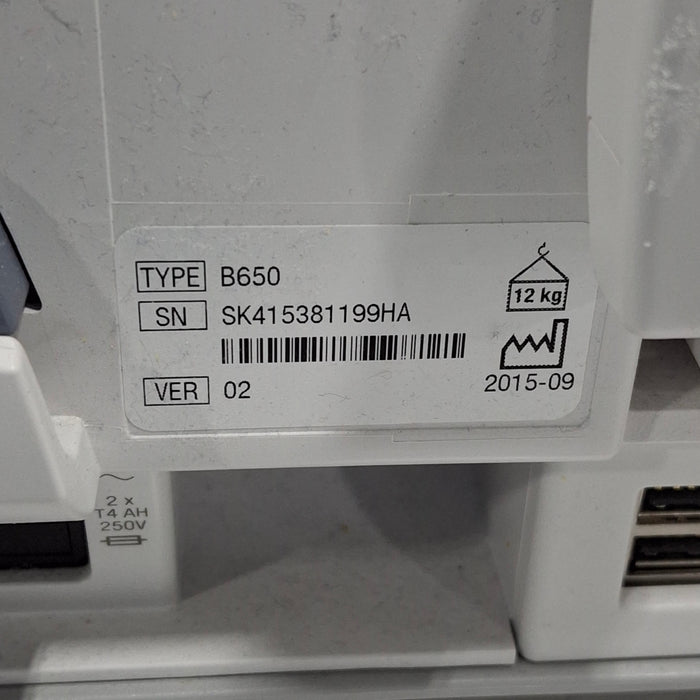 TYPE B650
12 kg
SN SK415381199HA
VER 02
2015-09
2 x
T4 AH
250V